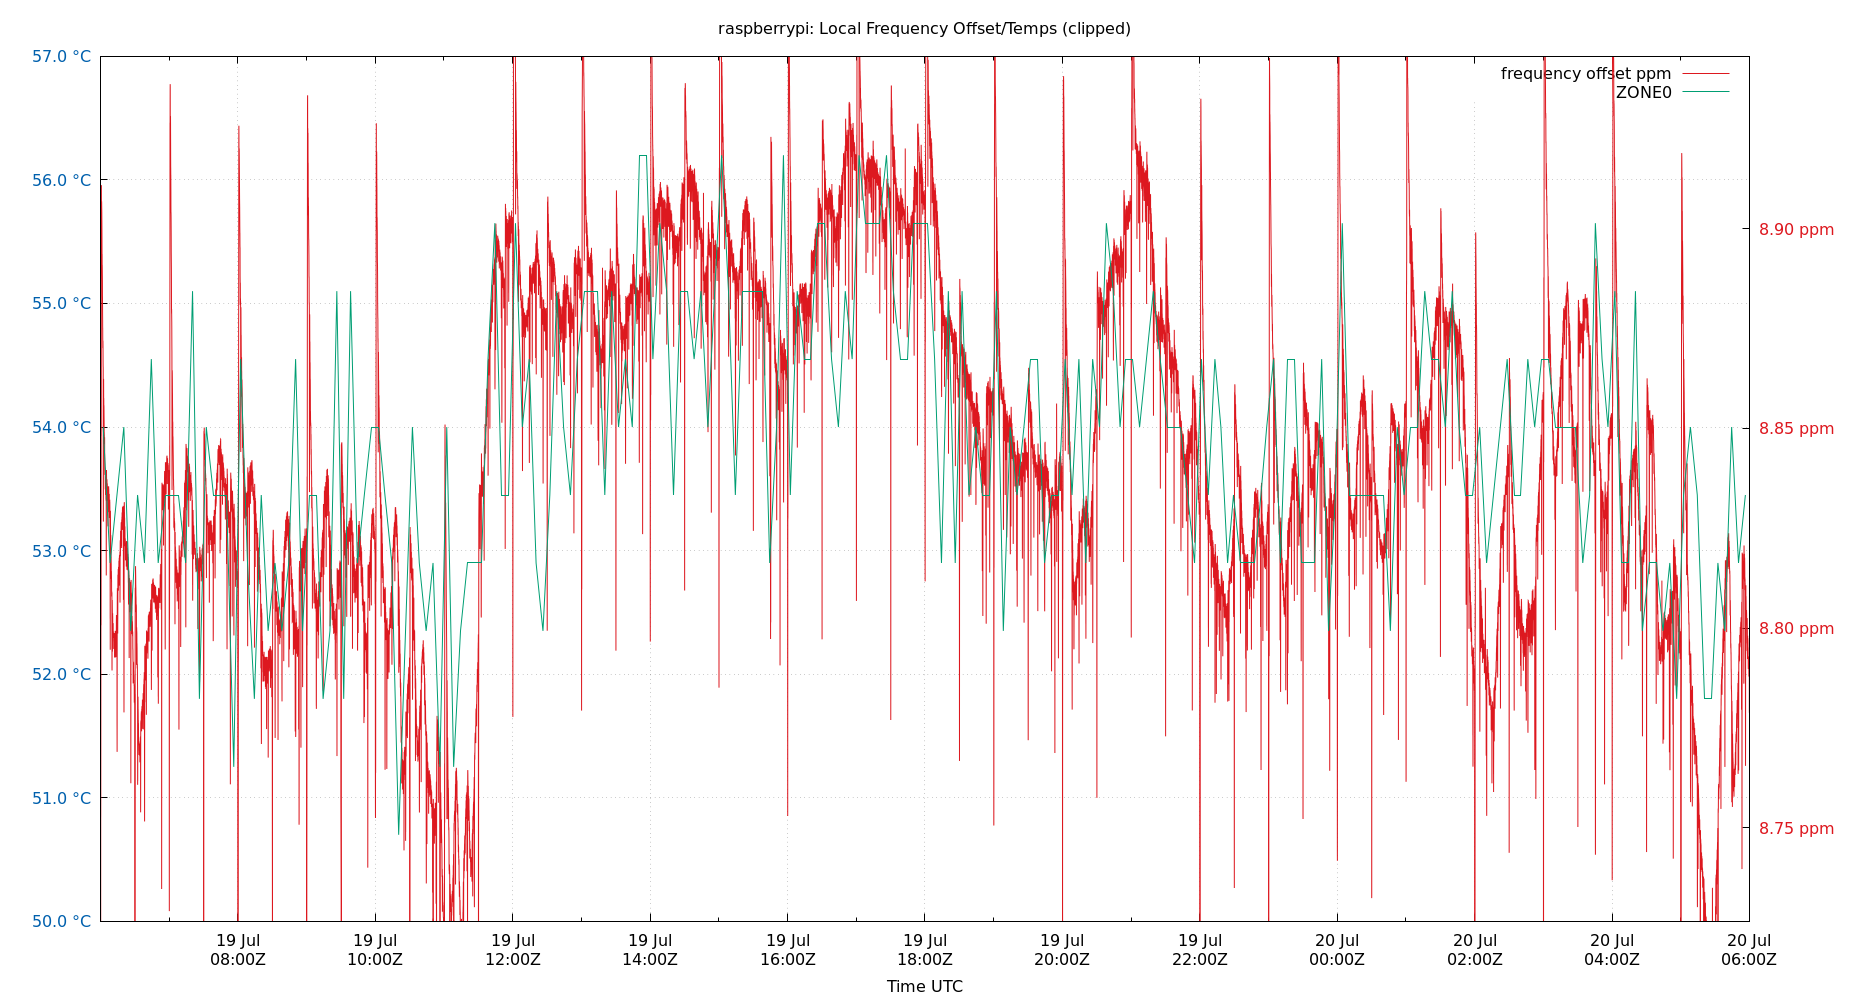 raspberrypi: Local Frequency Offset/Temps (clipped)
57.0 °C
56.0 °C
55.0 °C
54.0 °C
53.0 °C
52.0 °C
51.0 °C
50.0 °C
frequency offset ppm
ZONE0
8.90 ppm
8.85 ppm
8.80 ppm
8.75 ppm
19 Jul
08:00Z
19 Jul
10:00Z
19 Jul
12:00Z
19 Jul
14:00Z
19 Jul
16:00Z
19 Jul
18:00Z
19 Jul
20:00Z
19 Jul
22:00Z
20 Jul
00:00Z
20 Jul
02:00Z
20 Jul
04:00Z
20 Jul
06:00Z
Time UTC